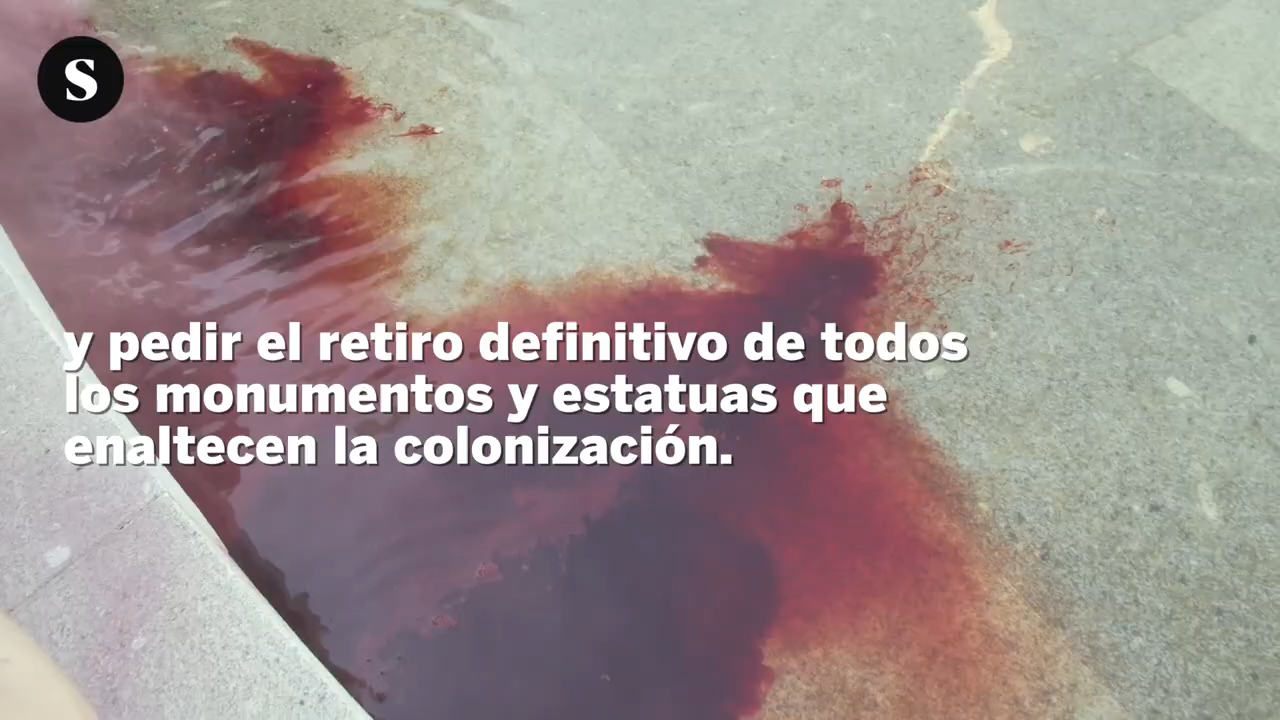 S
y pedir el retiro definitivo de todos
los monumentos y estatuas que
enaltecen la colonización.